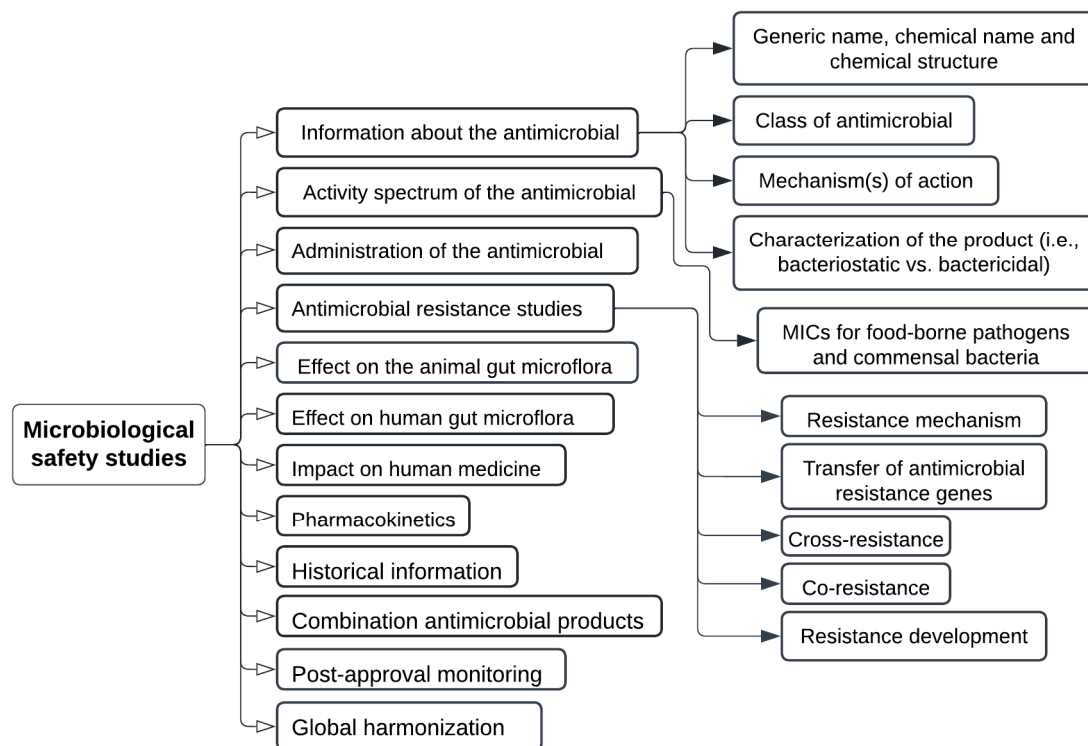 Microbiological
safety studies
Information about the antimicrobial
Activity spectrum of the antimicrobial
Administration of the antimicrobial
Antimicrobial resistance studies
Effect on the animal gut microflora
Effect on human gut microflora
Impact on human medicine
Pharmacokinetics
Historical information
Combination antimicrobial products
Post-approval monitoring
Global harmonization
Generic name, chemical name and
chemical structure
Class of antimicrobial
Mechanism(s) of action
Characterization of the product (i.e.,
bacteriostatic vs. bactericidal)
MICs for food-borne pathogens
and commensal bacteria
Resistance mechanism
Transfer of antimicrobial
resistance genes
Cross-resistance
Co-resistance
Resistance development